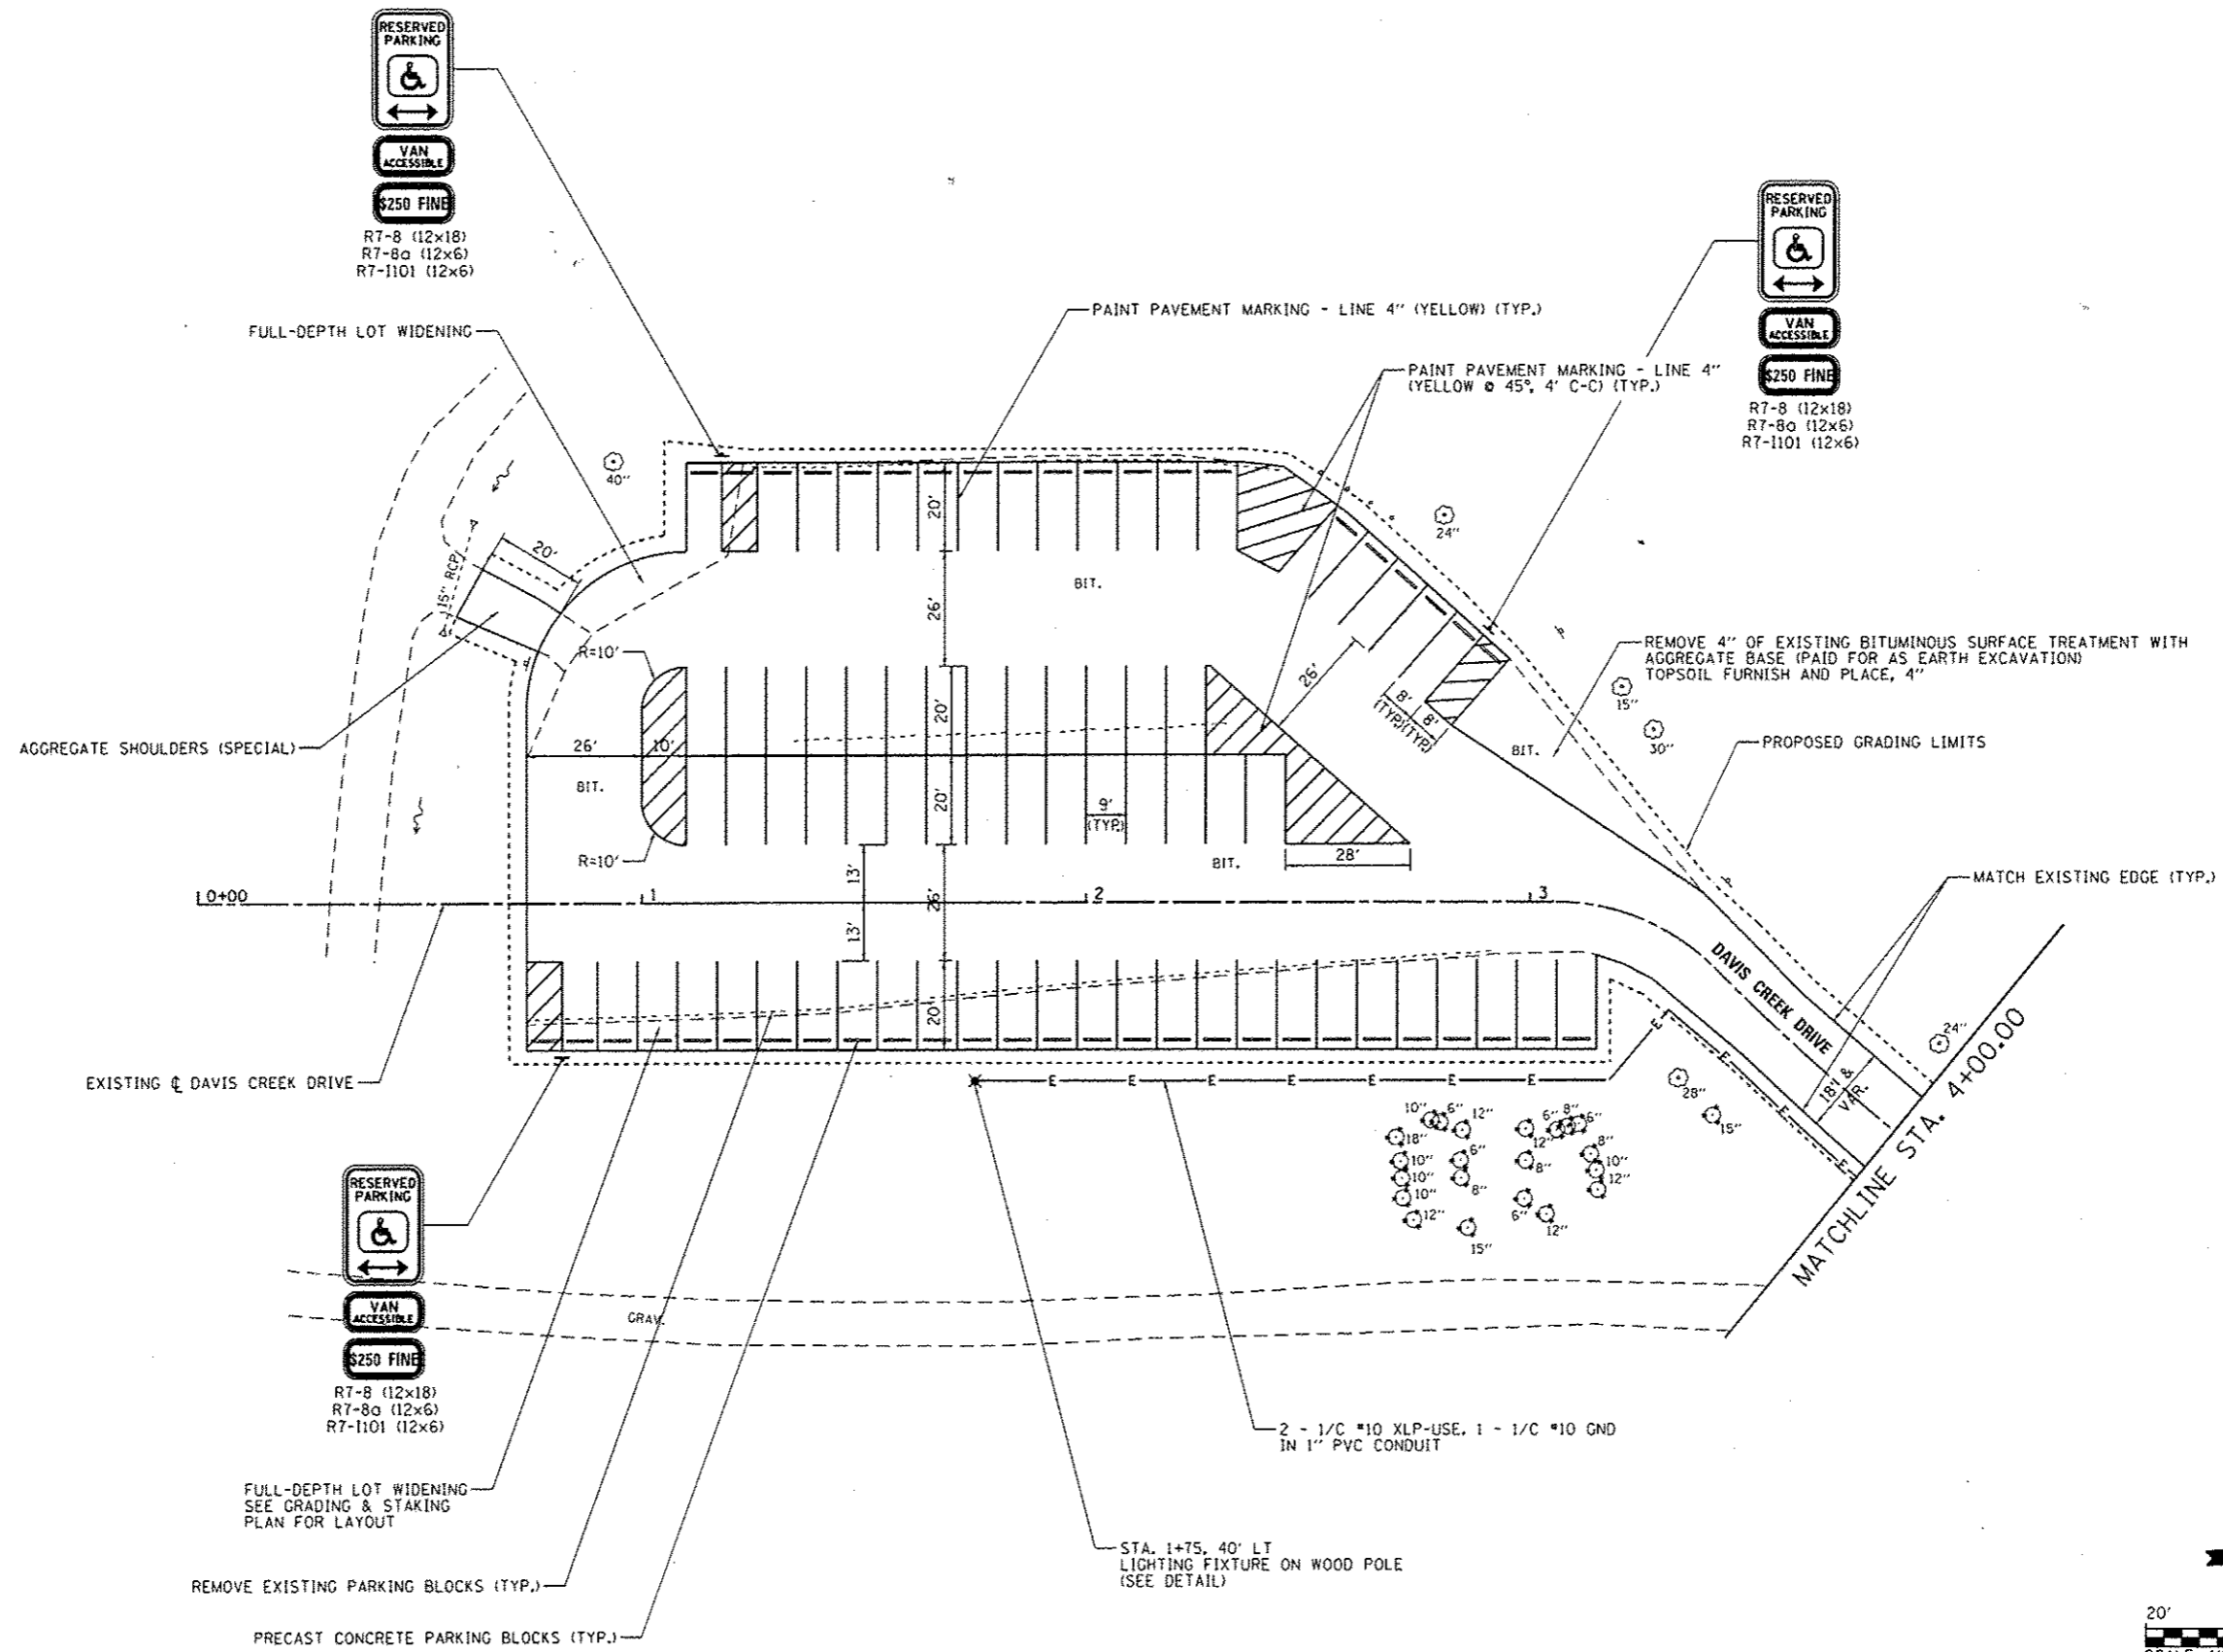 RESERVED
PARKING
VAN
ACCESSIBLE
$250 FINE
R7-8 (12x18)
R7-8a (12x6)
R7-I101 (12x6)
RESERVED
PARKING
VAN
ACCESSIBLE
$250 FINE
R7-8 (12x18)
R7-8a (12x6)
R7-I101 (12x6)
FULL-DEPTH LOT WIDENING
PAINT PAVEMENT MARKING - LINE 4" (YELLOW) (TYP.)
PAINT PAVEMENT MARKING - LINE 4"
(YELLOW @ 45°, 4' C-C) (TYP.)
40"
20'
24"
20'
15" RCP
BIT.
26'
R=10'
REMOVE 4" OF EXISTING BITUMINOUS SURFACE TREATMENT WITH
AGGREGATE BASE (PAID FOR AS EARTH EXCAVATION)
TOPSOIL FURNISH AND PLACE, 4"
26'
15"
8'
(TYP.)
8'
(TYP.)
20'
30"
AGGREGATE SHOULDERS (SPECIAL)
26'
10'
BIT.
PROPOSED GRADING LIMITS
BIT.
20'
9'
(TYP.)
R=10'
BIT.
28'
13'
MATCH EXISTING EDGE (TYP.)
0+00
1
26'
2
3
13'
DAVIS CREEK DRIVE
20'
24"
EXISTING ℄ DAVIS CREEK DRIVE
E E E E E E E
E
E
E
E
18'± &
VAR.
28"
15"
MATCHLINE STA. 4+00.00
10" 6" 12" 6" 8" 6"
18" 12"
6" 8"
10" 8" 10"
10" 8" 12"
10" 6"
12" 12"
15"
RESERVED
PARKING
VAN
ACCESSIBLE
$250 FINE
R7-8 (12x18)
R7-8a (12x6)
R7-I101 (12x6)
GRAV.
2 - 1/C #10 XLP-USE, 1 - 1/C #10 GND
IN 1" PVC CONDUIT
FULL-DEPTH LOT WIDENING
SEE GRADING & STAKING
PLAN FOR LAYOUT
STA. 1+75, 40' LT
LIGHTING FIXTURE ON WOOD POLE
(SEE DETAIL)
REMOVE EXISTING PARKING BLOCKS (TYP.)
PRECAST CONCRETE PARKING BLOCKS (TYP.)
20'